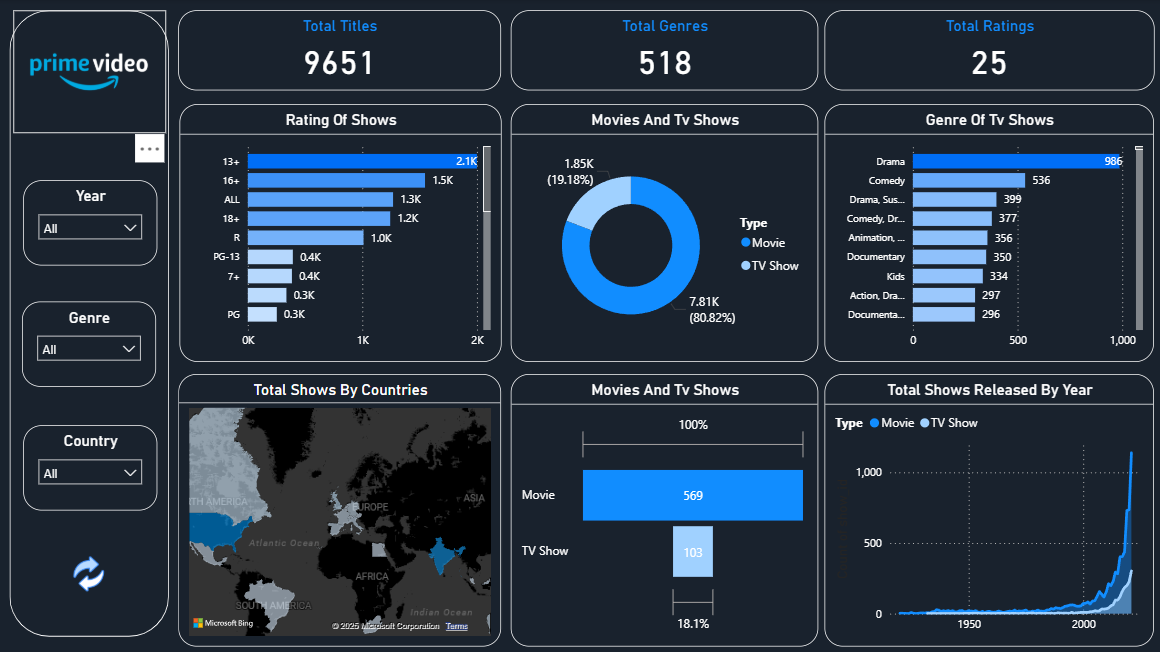 prime video
Year
All
Genre
All
Country
All
Total Titles
9651
Total Genres
518
Total Ratings
25
Rating Of Shows
13+ 2.1K
16+ 1.5K
ALL 1.3K
18+ 1.2K
R 1.0K
PG-13 0.4K
7+ 0.4K
0.3K
PG 0.3K
0K 1K 2K
Movies And Tv Shows
1.85K
(19.18%)
7.81K
(80.82%)
Type
Movie
TV Show
Genre Of Tv Shows
Drama 986
Comedy 536
Drama, Sus... 399
Comedy, Dr... 377
Animation, ... 356
Documentary 350
Kids 334
Action, Dra... 297
Documenta... 296
0 500 1,000
Total Shows By Countries
TH AMERICA
EUROPE
ASIA
Atlantic Ocean
AFRICA
SOUTH AMERICA
Indian Ocean
Microsoft Bing
© 2025 Microsoft Corporation Terms
Movies And Tv Shows
100%
Movie 569
TV Show 103
18.1%
Total Shows Released By Year
Type Movie TV Show
1,000
500
0
1950 2000